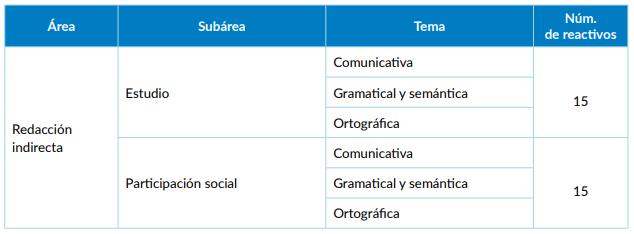 Área Subárea Tema Núm. de reactivos
Redacción indirecta
Estudio
Comunicativa
Gramatical y semántica
Ortográfica
15
Participación social
Comunicativa
Gramatical y semántica
Ortográfica
15